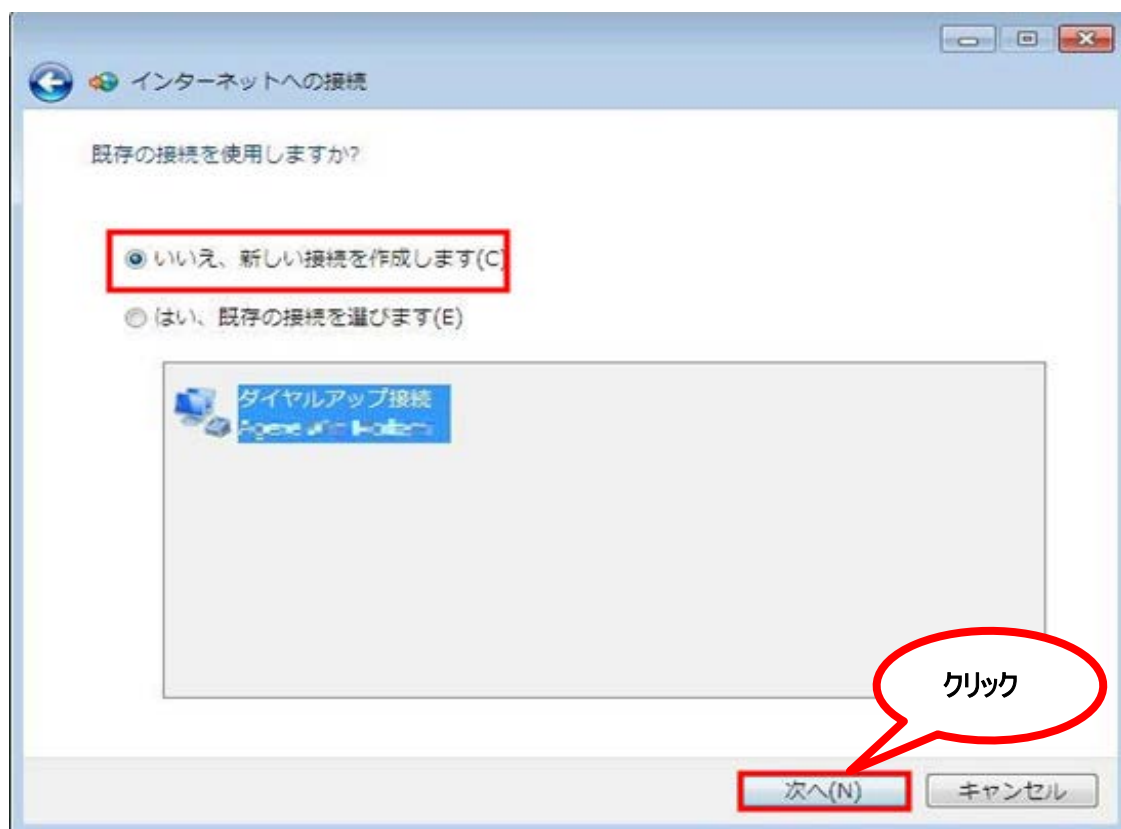 インターネットへの接続
既存の接続を使用しますか?
いいえ、新しい接続を作成します(C)
はい、既存の接続を選びます(E)
ダイヤルアップ接続
クリック
次へ(N)
キャンセル